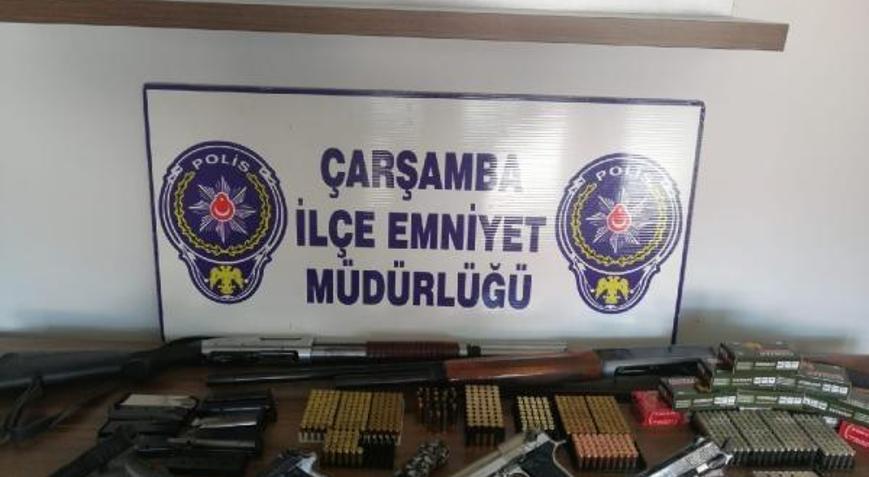 POLİS
ÇARŞAMBA
İLÇE EMNİYET
MÜDÜRLÜĞÜ
POLİS